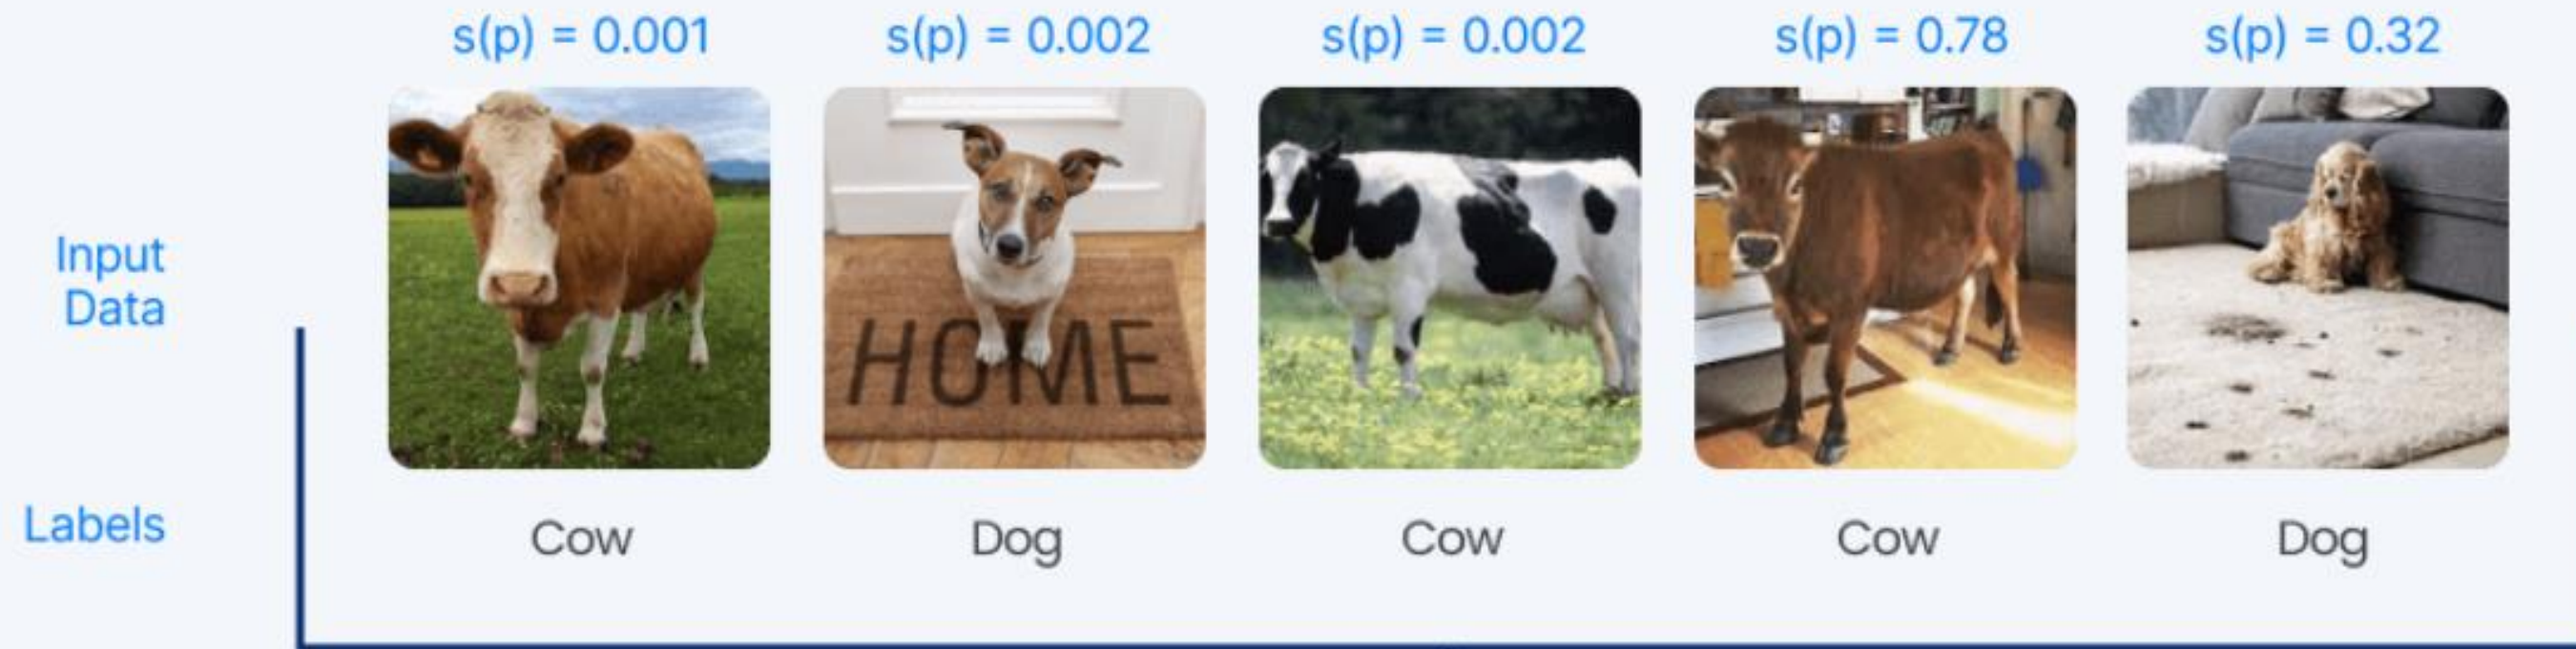 s(p) = 0.001
s(p) = 0.002
s(p) = 0.002
s(p) = 0.78
s(p) = 0.32
Input
Data
HOME
Labels
Cow
Dog
Cow
Cow
Dog